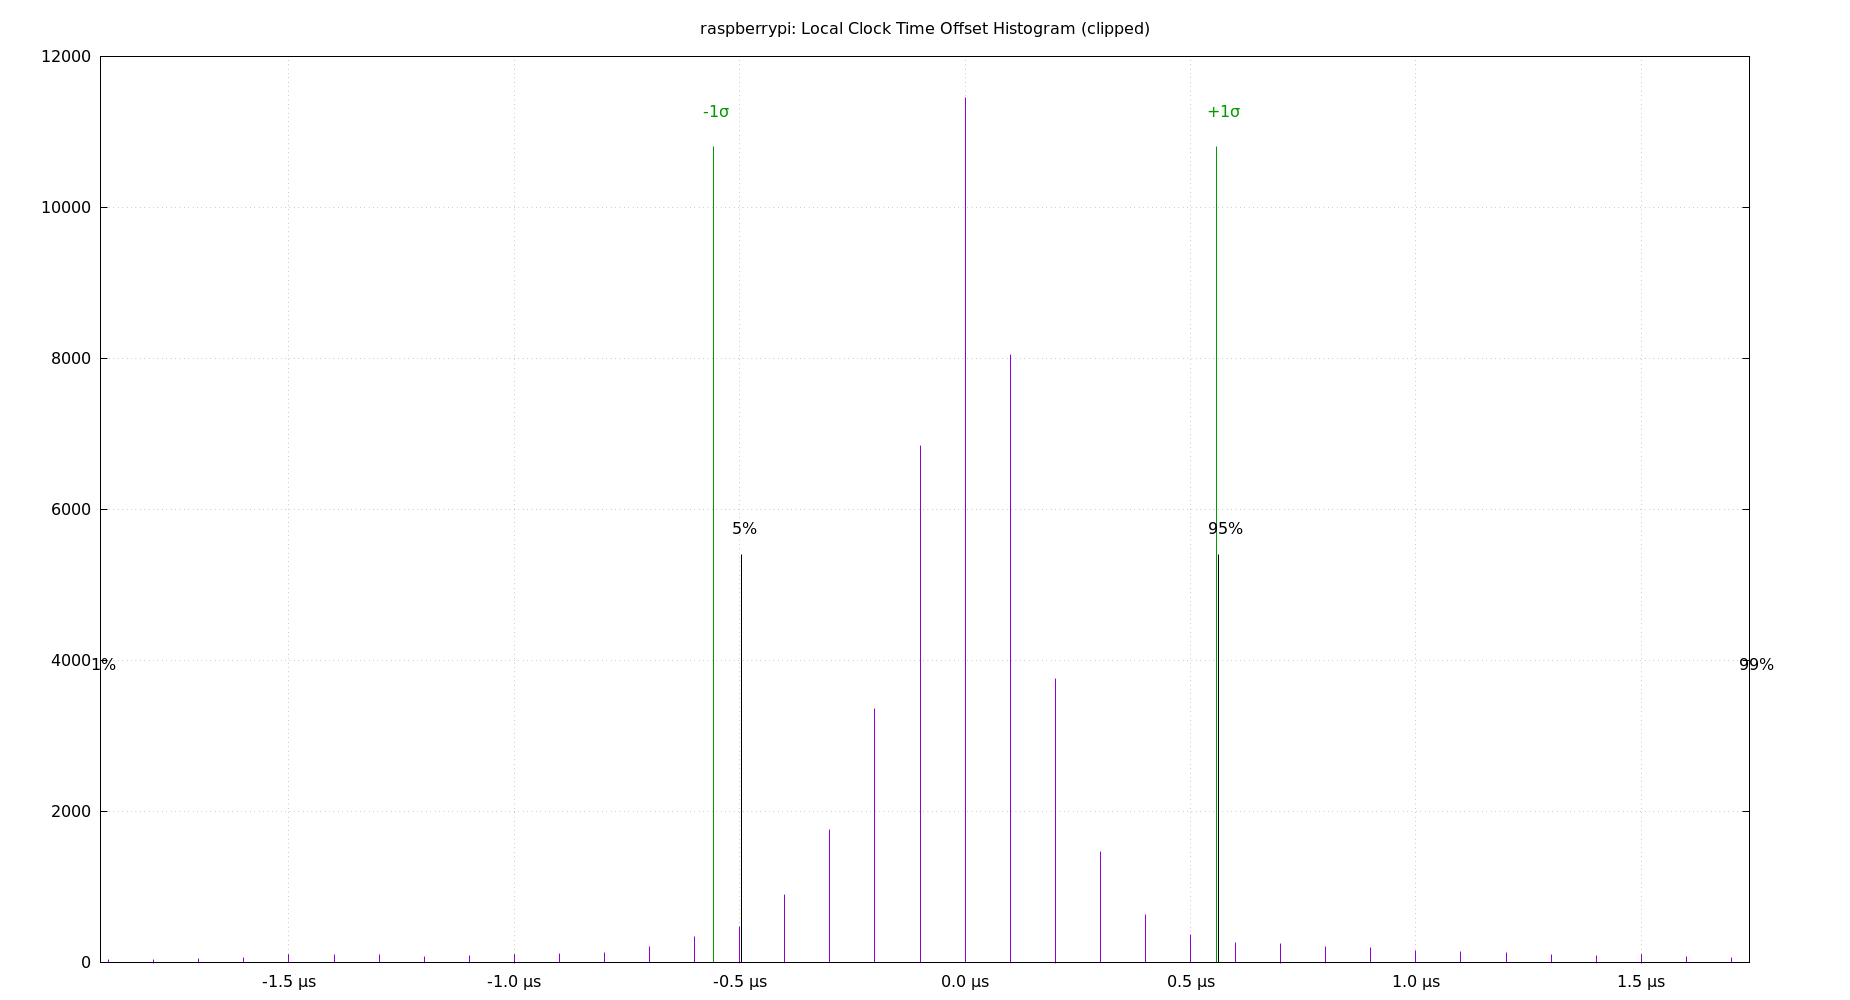 raspberrypi: Local Clock Time Offset Histogram (clipped)
12000
-1σ
+1σ
10000
8000
6000
5%
95%
4000
1%
99%
2000
0
-1.5 µs
-1.0 µs
-0.5 µs
0.0 µs
0.5 µs
1.0 µs
1.5 µs